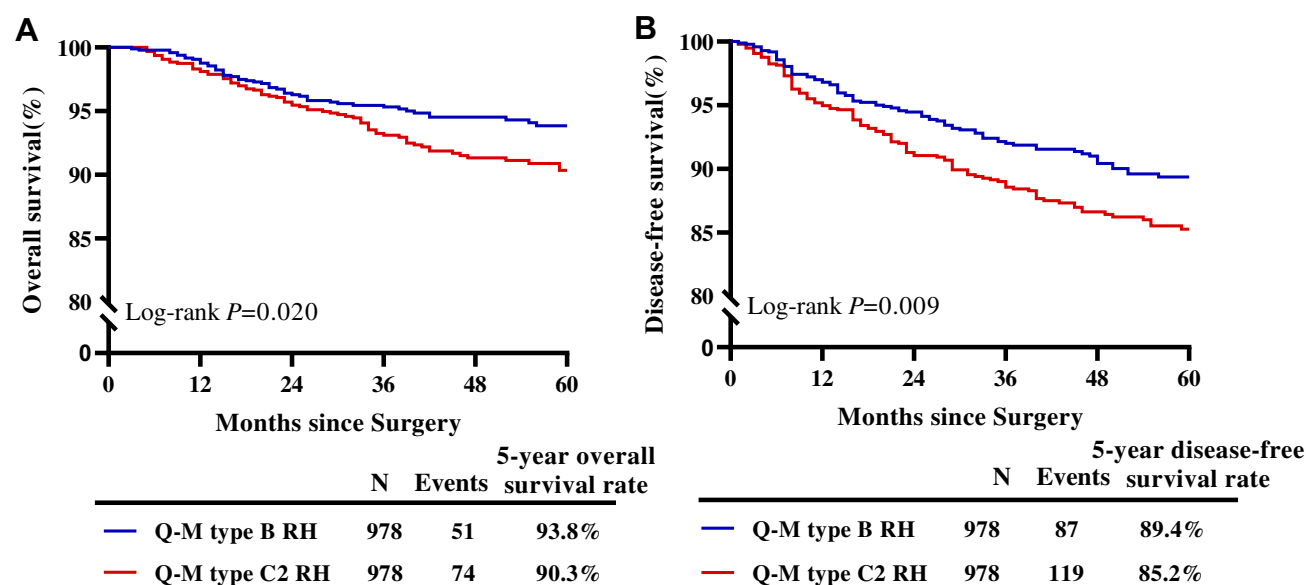 A
Overall survival(%)
100
95
90
85
80
0
Log-rank P=0.020
0 12 24 36 48 60
Months since Surgery
N Events 5-year overall
survival rate
Q-M type B RH 978 51 93.8%
Q-M type C2 RH 978 74 90.3%
B
Disease-free survival(%)
100
95
90
85
80
0
Log-rank P=0.009
0 12 24 36 48 60
Months since Surgery
N Events 5-year disease-free
survival rate
Q-M type B RH 978 87 89.4%
Q-M type C2 RH 978 119 85.2%